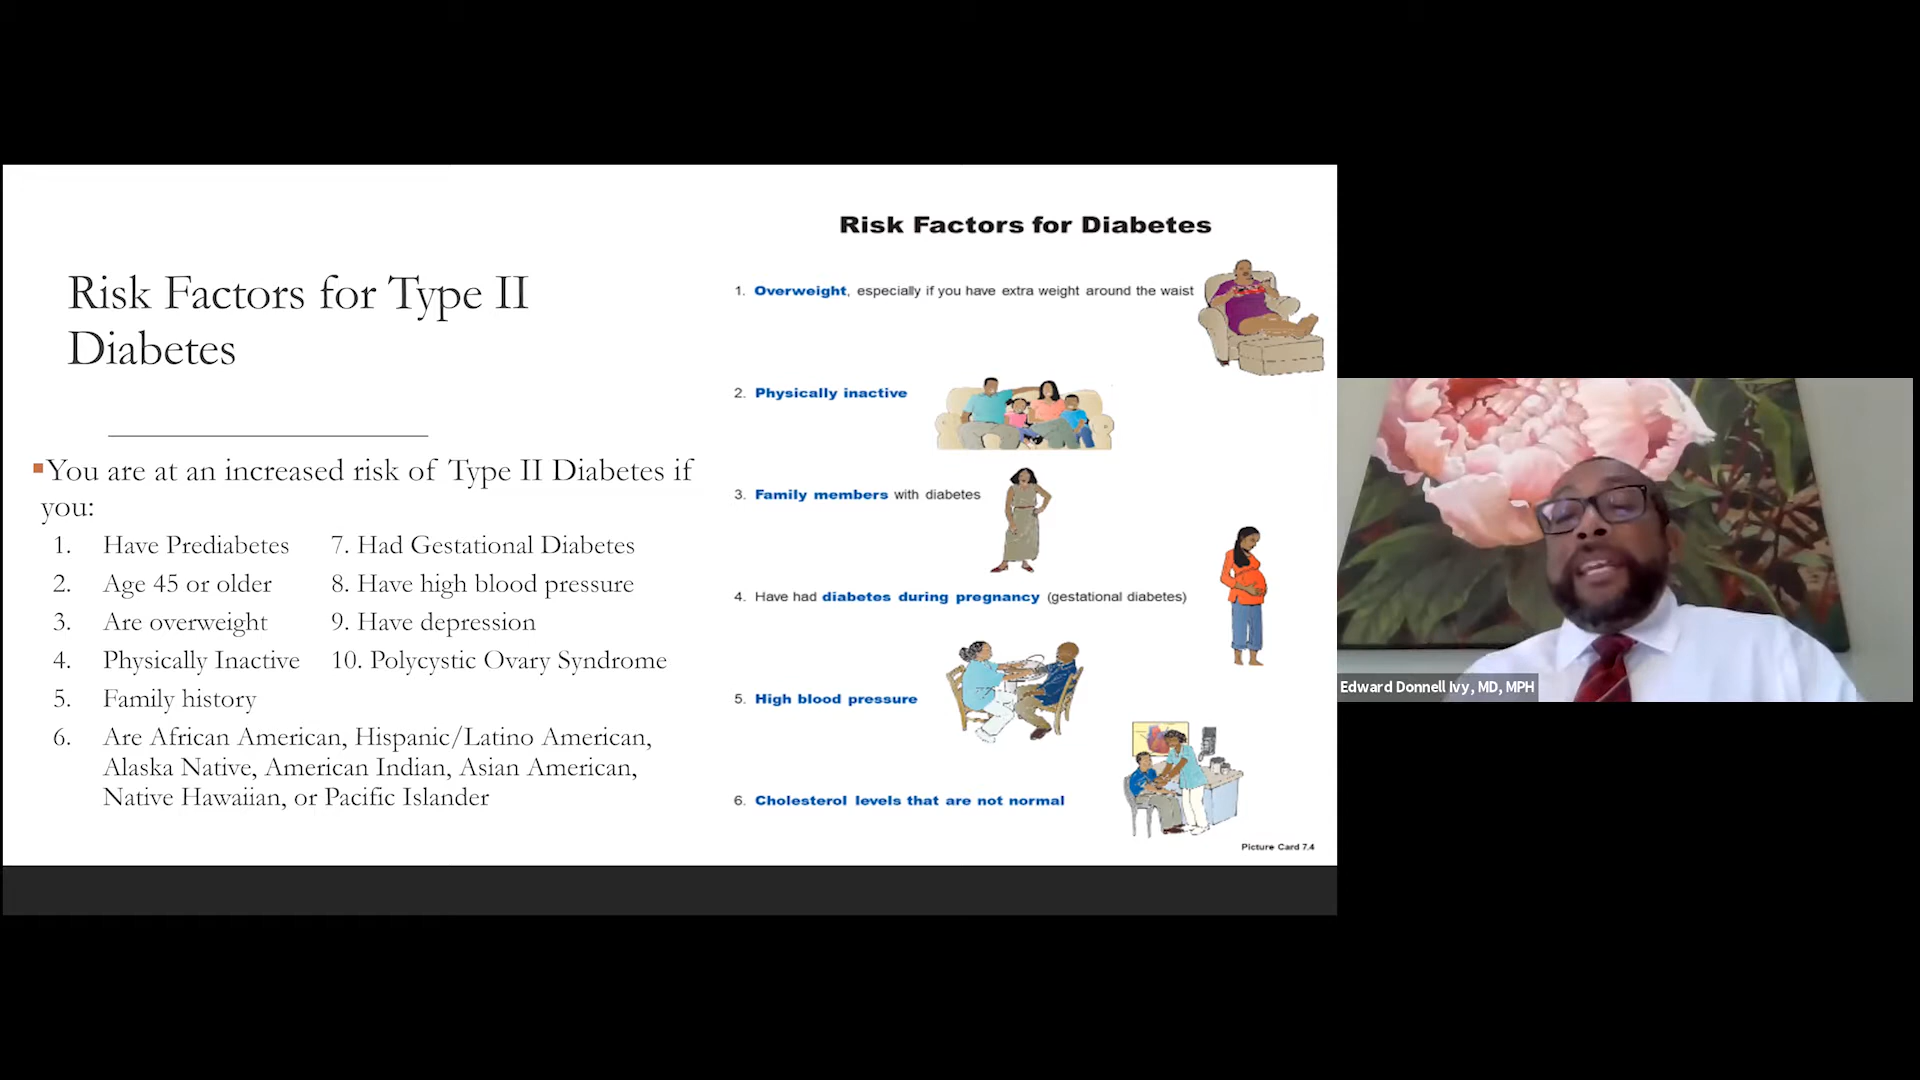 Risk Factors for Type II
Diabetes
▪You are at an increased risk of Type II Diabetes if
you:
1. Have Prediabetes
2. Age 45 or older
3. Are overweight
4. Physically Inactive
5. Family history
6. Are African American, Hispanic/Latino American,
Alaska Native, American Indian, Asian American,
Native Hawaiian, or Pacific Islander
7. Had Gestational Diabetes
8. Have high blood pressure
9. Have depression
10. Polycystic Ovary Syndrome
Risk Factors for Diabetes
1. Overweight, especially if you have extra weight around the waist
2. Physically inactive
3. Family members with diabetes
4. Have had diabetes during pregnancy (gestational diabetes)
5. High blood pressure
6. Cholesterol levels that are not normal
Picture Card 7.4
Edward Donnell Ivy, MD, MPH